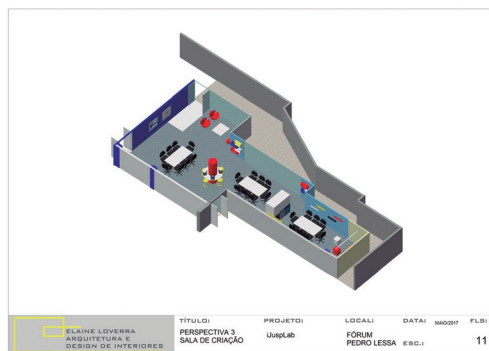 ELAINE LOVERRA
ARQUITETURA E
DESIGN DE INTERIORES
TÍTULO:
PERSPECTIVA 3
SALA DE CRIAÇÃO
PROJETO:
iJuspLab
LOCAL:
FÓRUM
PEDRO LESSA
DATA: MAIO/2017
ESC.:
FLS:
11